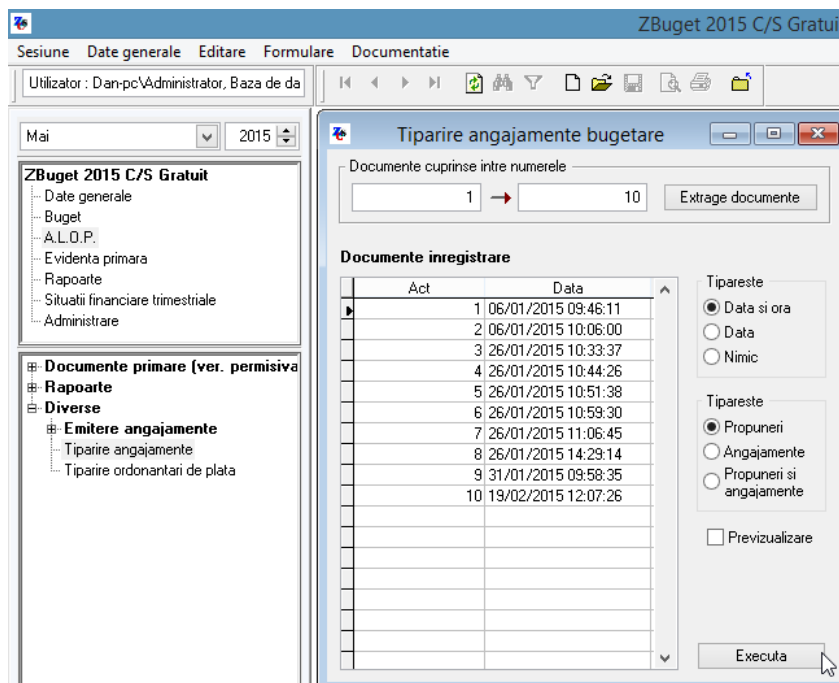 ZBuget 2015 C/S Gratui
Sesiune Date generale Editare Formulare Documentatie
Utilizator : Dan-pc\Administrator, Baza de da
Mai 2015
ZBuget 2015 C/S Gratuit
Date generale
Buget
A.L.O.P.
Evidenta primara
Rapoarte
Situatii financiare trimestriale
Administrare
Documente primare (ver. permisiva
Rapoarte
Diverse
Emitere angajamente
Tiparire angajamente
Tiparire ordonantari de plata
Tiparire angajamente bugetare
Documente cuprinse intre numerele
1 10 Extrage documente
Documente inregistrare
Act Data
1 06/01/2015 09:46:11
2 06/01/2015 10:06:00
3 26/01/2015 10:33:37
4 26/01/2015 10:44:26
5 26/01/2015 10:51:38
6 26/01/2015 10:59:30
7 26/01/2015 11:06:45
8 26/01/2015 14:29:14
9 31/01/2015 09:58:35
10 19/02/2015 12:07:26
Tipareste
Data si ora
Data
Nimic
Tipareste
Propuneri
Angajamente
Propuneri si
angajamente
Previzualizare
Executa